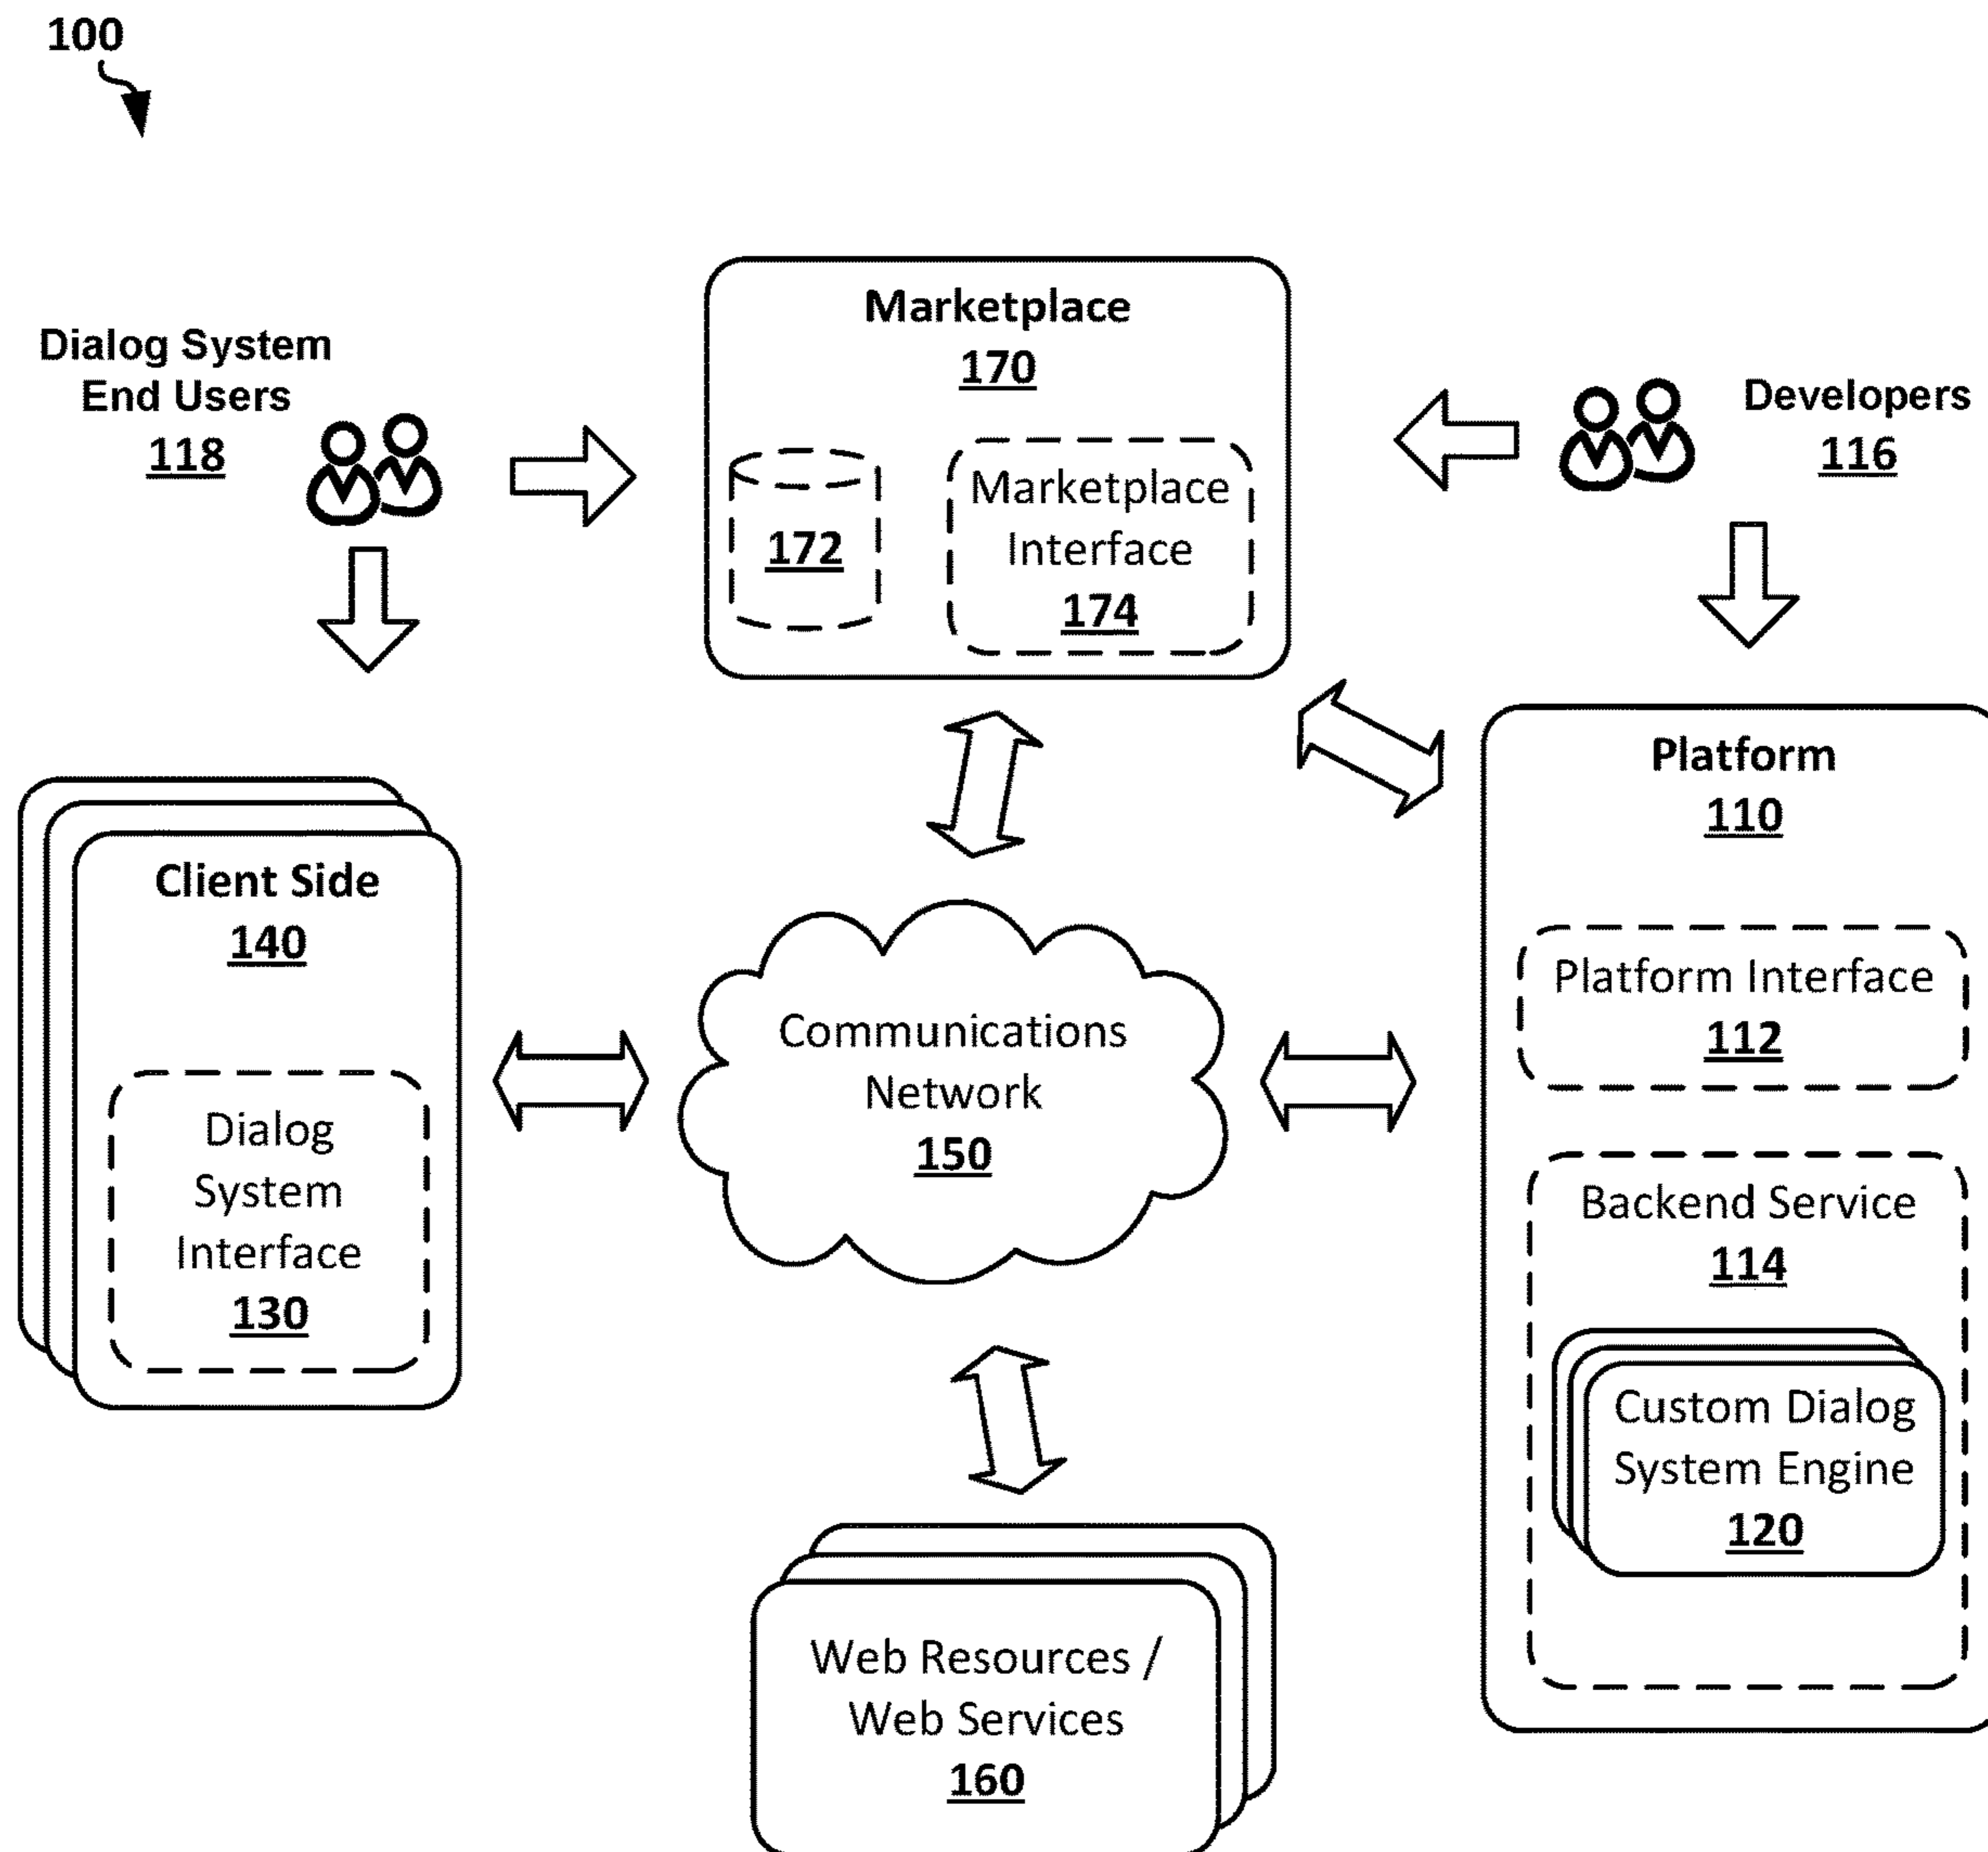 100
Marketplace
170
172
Marketplace
Interface
174
Dialog System
End Users
118
Developers
116
Client Side
140
Dialog
System
Interface
130
Communications
Network
150
Platform
110
Platform Interface
112
Backend Service
114
Custom Dialog
System Engine
120
Web Resources /
Web Services
160